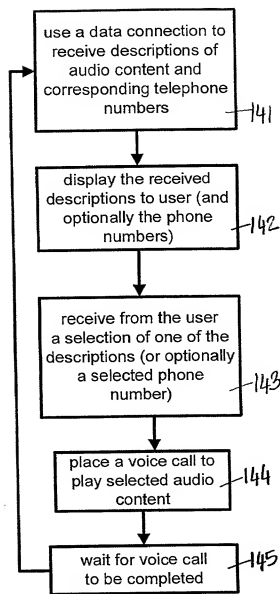 use a data connection to
receive descriptions of
audio content and
corresponding telephone
numbers
141
display the received
descriptions to user (and
optionally the phone
numbers)
142
receive from the user
a selection of one of the
descriptions (or optionally
a selected phone
number)
143
place a voice call to
play selected audio
content
144
wait for voice call
to be completed
145